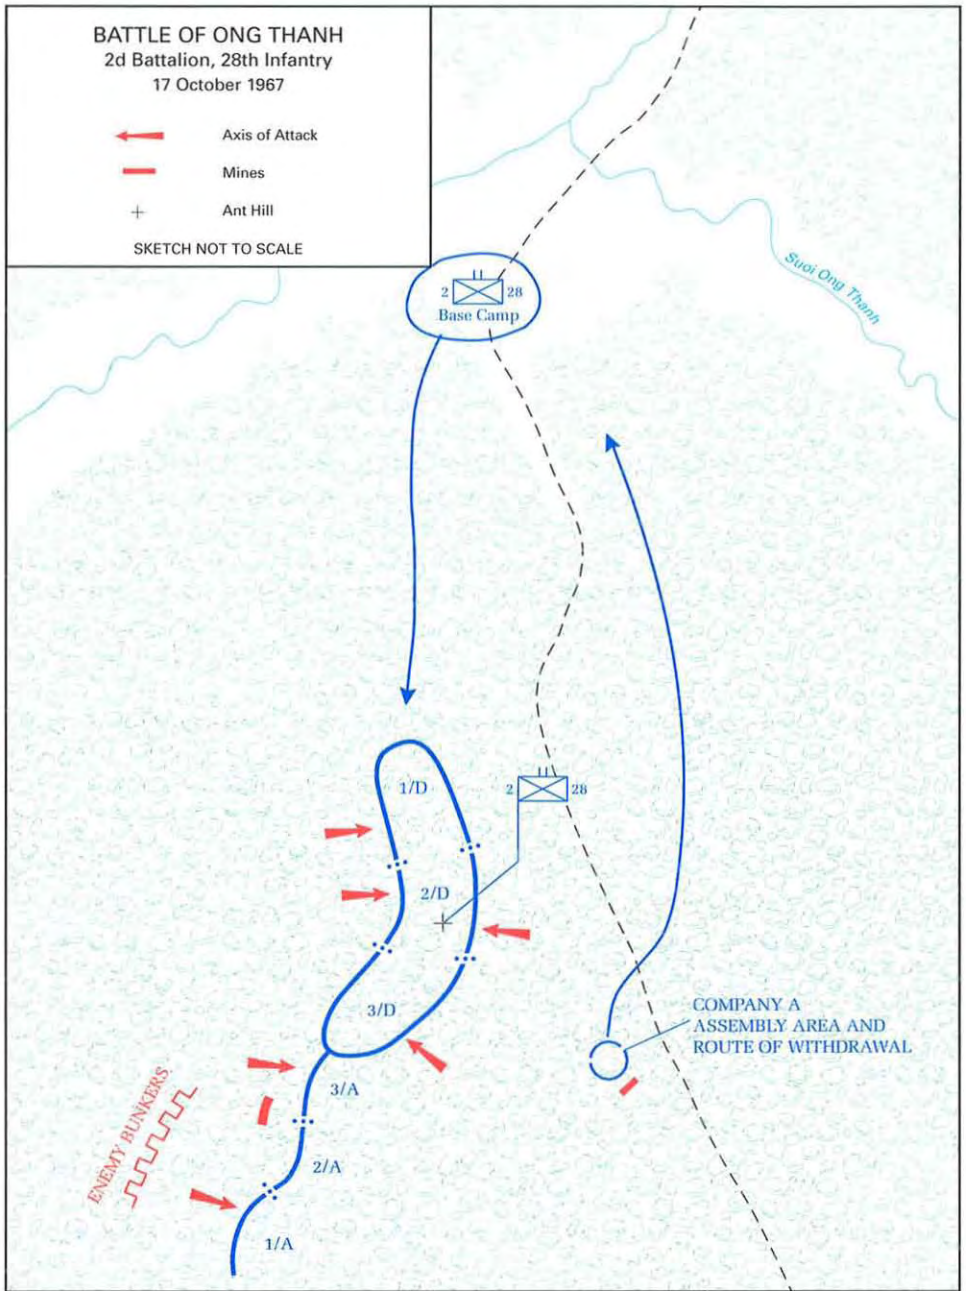 BATTLE OF ONG THANH
2d Battalion, 28th Infantry
17 October 1967
Axis of Attack
Mines
Ant Hill
SKETCH NOT TO SCALE
Suoi Ong Thanh
2 28
Base Camp
1/D
2 28
2/D
3/D
COMPANY A
ASSEMBLY AREA AND
ROUTE OF WITHDRAWAL
3/A
ENEMY BUNKERS
2/A
1/A